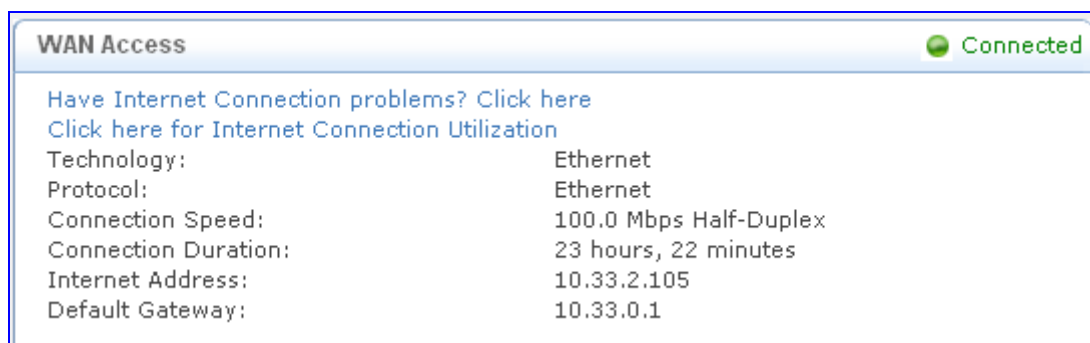 WAN Access Connected
Have Internet Connection problems? Click here
Click here for Internet Connection Utilization
Technology: Ethernet
Protocol: Ethernet
Connection Speed: 100.0 Mbps Half-Duplex
Connection Duration: 23 hours, 22 minutes
Internet Address: 10.33.2.105
Default Gateway: 10.33.0.1